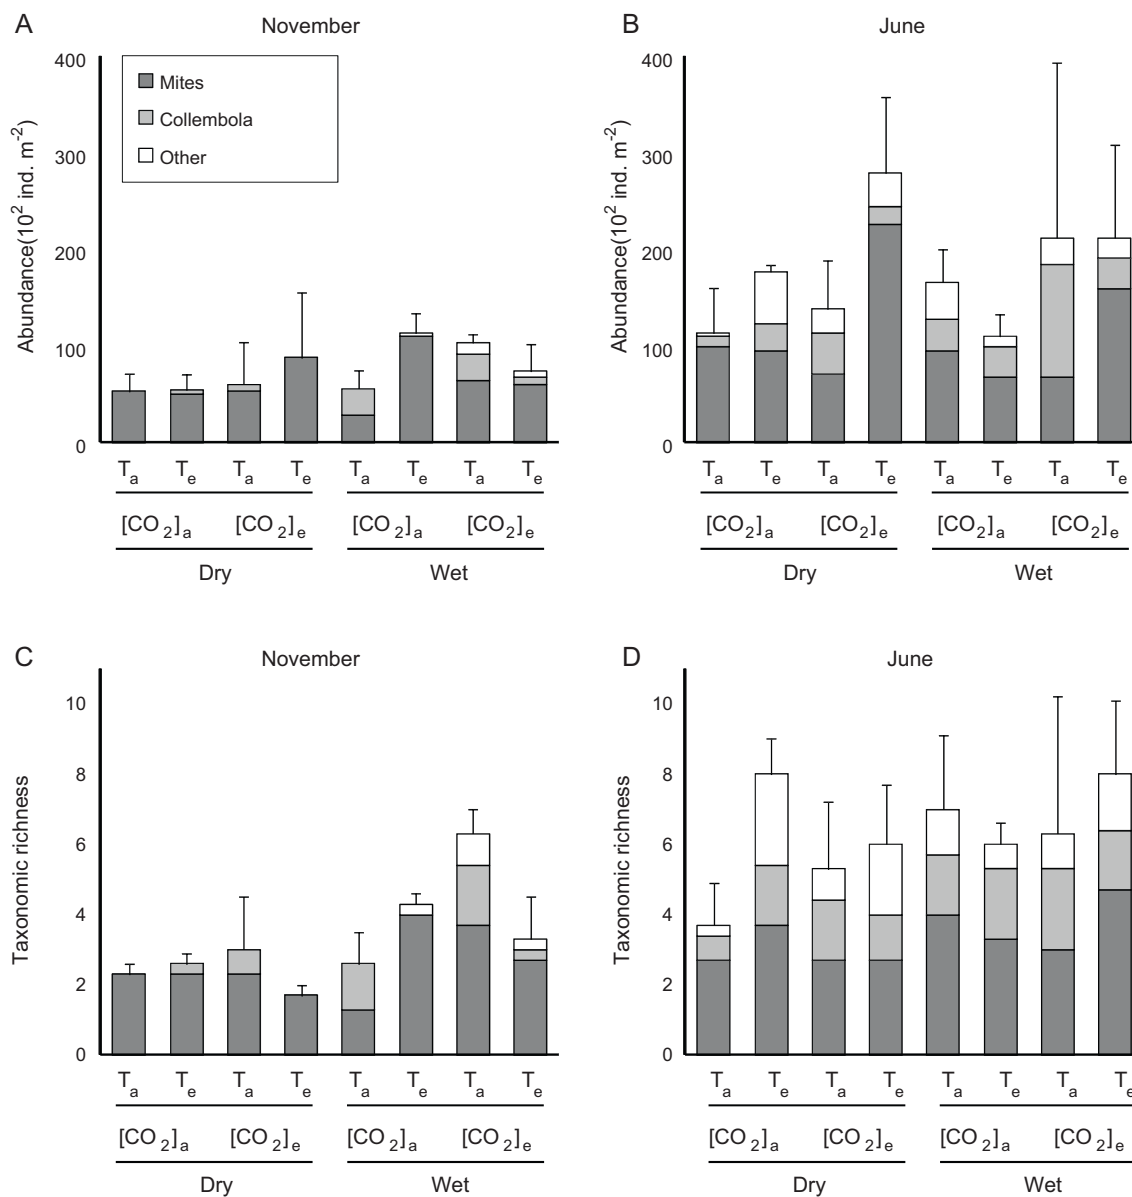 A
November
400
300
200
100
0
Abundance(10² ind. m⁻²)
Mites
Collembola
Other
Tₐ Tₑ Tₐ Tₑ Tₐ Tₑ Tₐ Tₑ
[CO₂]ₐ [CO₂]ₑ [CO₂]ₐ [CO₂]ₑ
Dry Wet
B
June
400
300
200
100
0
Abundance(10² ind. m⁻²)
Tₐ Tₑ Tₐ Tₑ Tₐ Tₑ Tₐ Tₑ
[CO₂]ₐ [CO₂]ₑ [CO₂]ₐ [CO₂]ₑ
Dry Wet
C
November
10
8
6
4
2
0
Taxonomic richness
Tₐ Tₑ Tₐ Tₑ Tₐ Tₑ Tₐ Tₑ
[CO₂]ₐ [CO₂]ₑ [CO₂]ₐ [CO₂]ₑ
Dry Wet
D
June
10
8
6
4
2
0
Taxonomic richness
Tₐ Tₑ Tₐ Tₑ Tₐ Tₑ Tₐ Tₑ
[CO₂]ₐ [CO₂]ₑ [CO₂]ₐ [CO₂]ₑ
Dry Wet